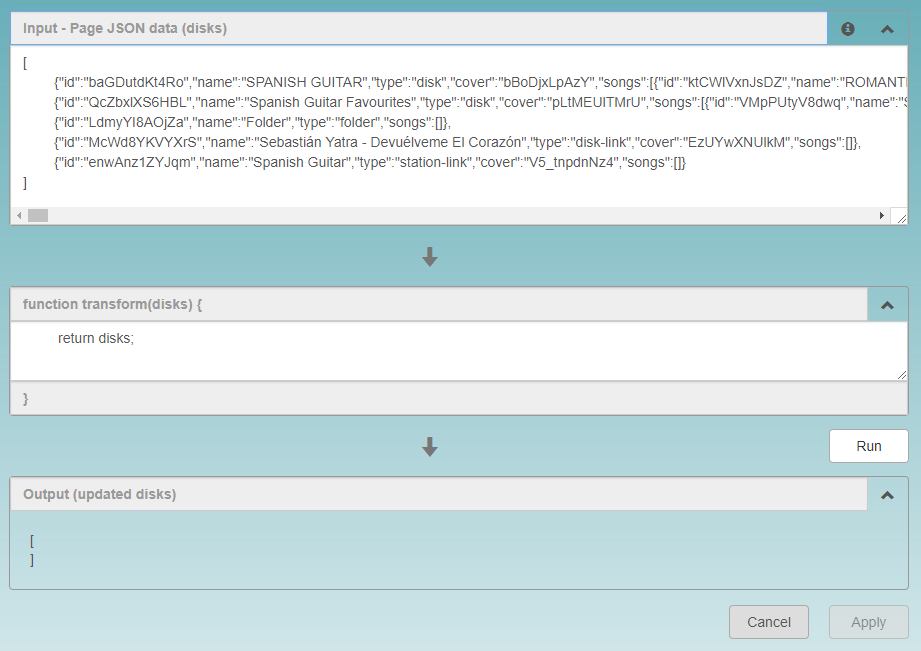 Input - Page JSON data (disks)
[
{"id":"baGDutdKt4Ro","name":"SPANISH GUITAR","type":"disk","cover":"bBoDjxLpAzY","songs":[{"id":"ktCWlVxnJsDZ","name":"ROMANTI
{"id":"QcZbxlXS6HBL","name":"Spanish Guitar Favourites","type":"disk","cover":"pLtMEUITMrU","songs":[{"id":"VMpPUtyV8dwq","name":"S
{"id":"LdmyYI8AOjZa","name":"Folder","type":"folder","songs":[]},
{"id":"McWd8YKVYXrS","name":"Sebastián Yatra - Devuélveme El Corazón","type":"disk-link","cover":"EzUYwXNUlkM","songs":[]},
{"id":"enwAnz1ZYJqm","name":"Spanish Guitar","type":"station-link","cover":"V5_tnpdnNz4","songs":[]}
]
function transform(disks) {
return disks;
}
Run
Output (updated disks)
[
]
Cancel Apply